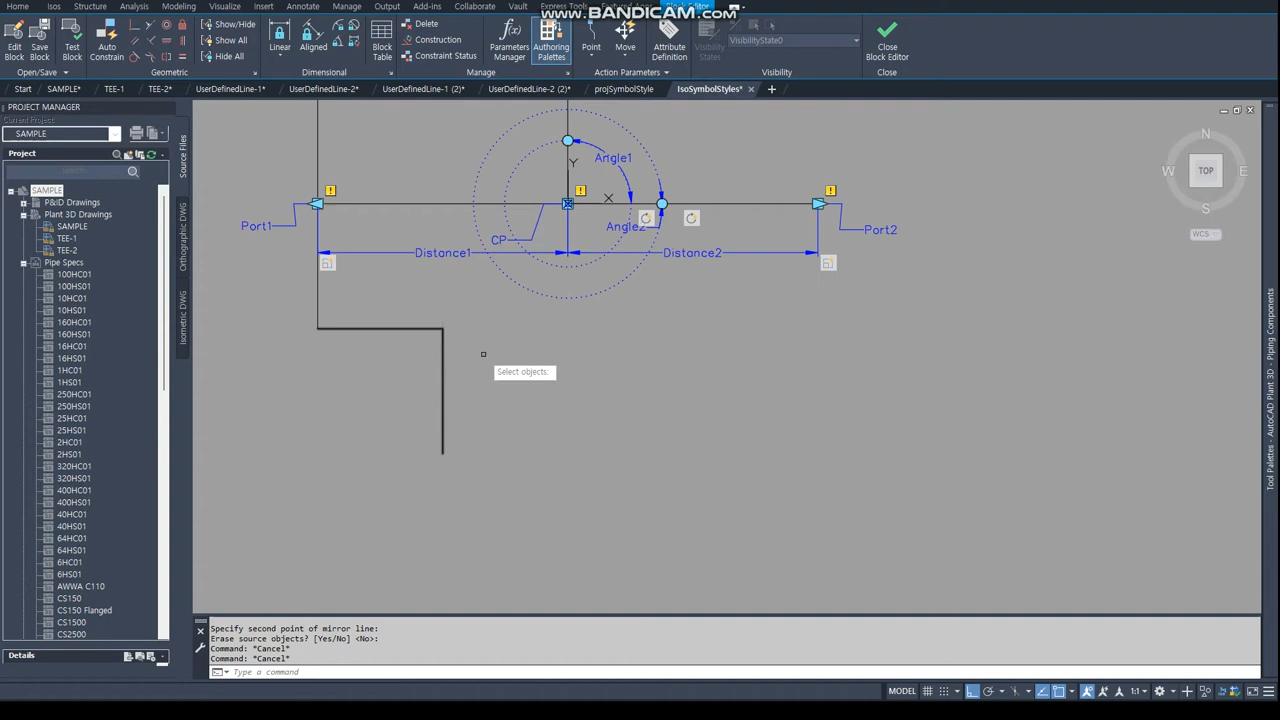 www.BANDICAM.com
Home Isos Structure Analysis Modeling Visualize Insert Annotate Manage Output Add-ins Collaborate Vault Express Tools
Edit Block
Save Block
Test Block
Auto Constrain
Show/Hide
Show All
Hide All
Linear
Aligned
Delete
Construction
Constraint Status
Block Table
Parameters Manager
Authoring Palettes
Point
Move
Attribute Definition
Visibility States
VisibilityState0
Close Block Editor
Open/Save
Geometric
Dimensional
Manage
Action Parameters
Visibility
Close
Start SAMPLE* TEE-1 TEE-2* UserDefinedLine-1* UserDefinedLine-2* UserDefinedLine-1 (2)* UserDefinedLine-2 (2)* projSymbolStyle IsoSymbolStyles*
PROJECT MANAGER
Current Project:
SAMPLE
Project
Search
SAMPLE
P&ID Drawings
Plant 3D Drawings
SAMPLE
TEE-1
TEE-2
Pipe Specs
100HC01
100HS01
10HC01
10HS01
160HC01
160HS01
16HC01
16HS01
1HC01
1HS01
250HC01
250HS01
25HC01
25HS01
2HC01
2HS01
320HC01
320HS01
400HC01
400HS01
40HC01
40HS01
64HC01
64HS01
6HC01
6HS01
AWWA C110
CS150
CS150 Flanged
CS1500
CS2500
Details
Source Files
Orthographic DWG
Isometric DWG
Angle1
Y
X
Port1
CP
Angle2
Port2
Distance1
Distance2
Select objects:
N
W
TOP
E
S
WCS
Tool Palettes - AutoCAD Plant 3D - Piping Components
Specify second point of mirror line:
Erase source objects? [Yes/No] <No>:
Command: *Cancel*
Command: *Cancel*
Type a command
MODEL
1:1